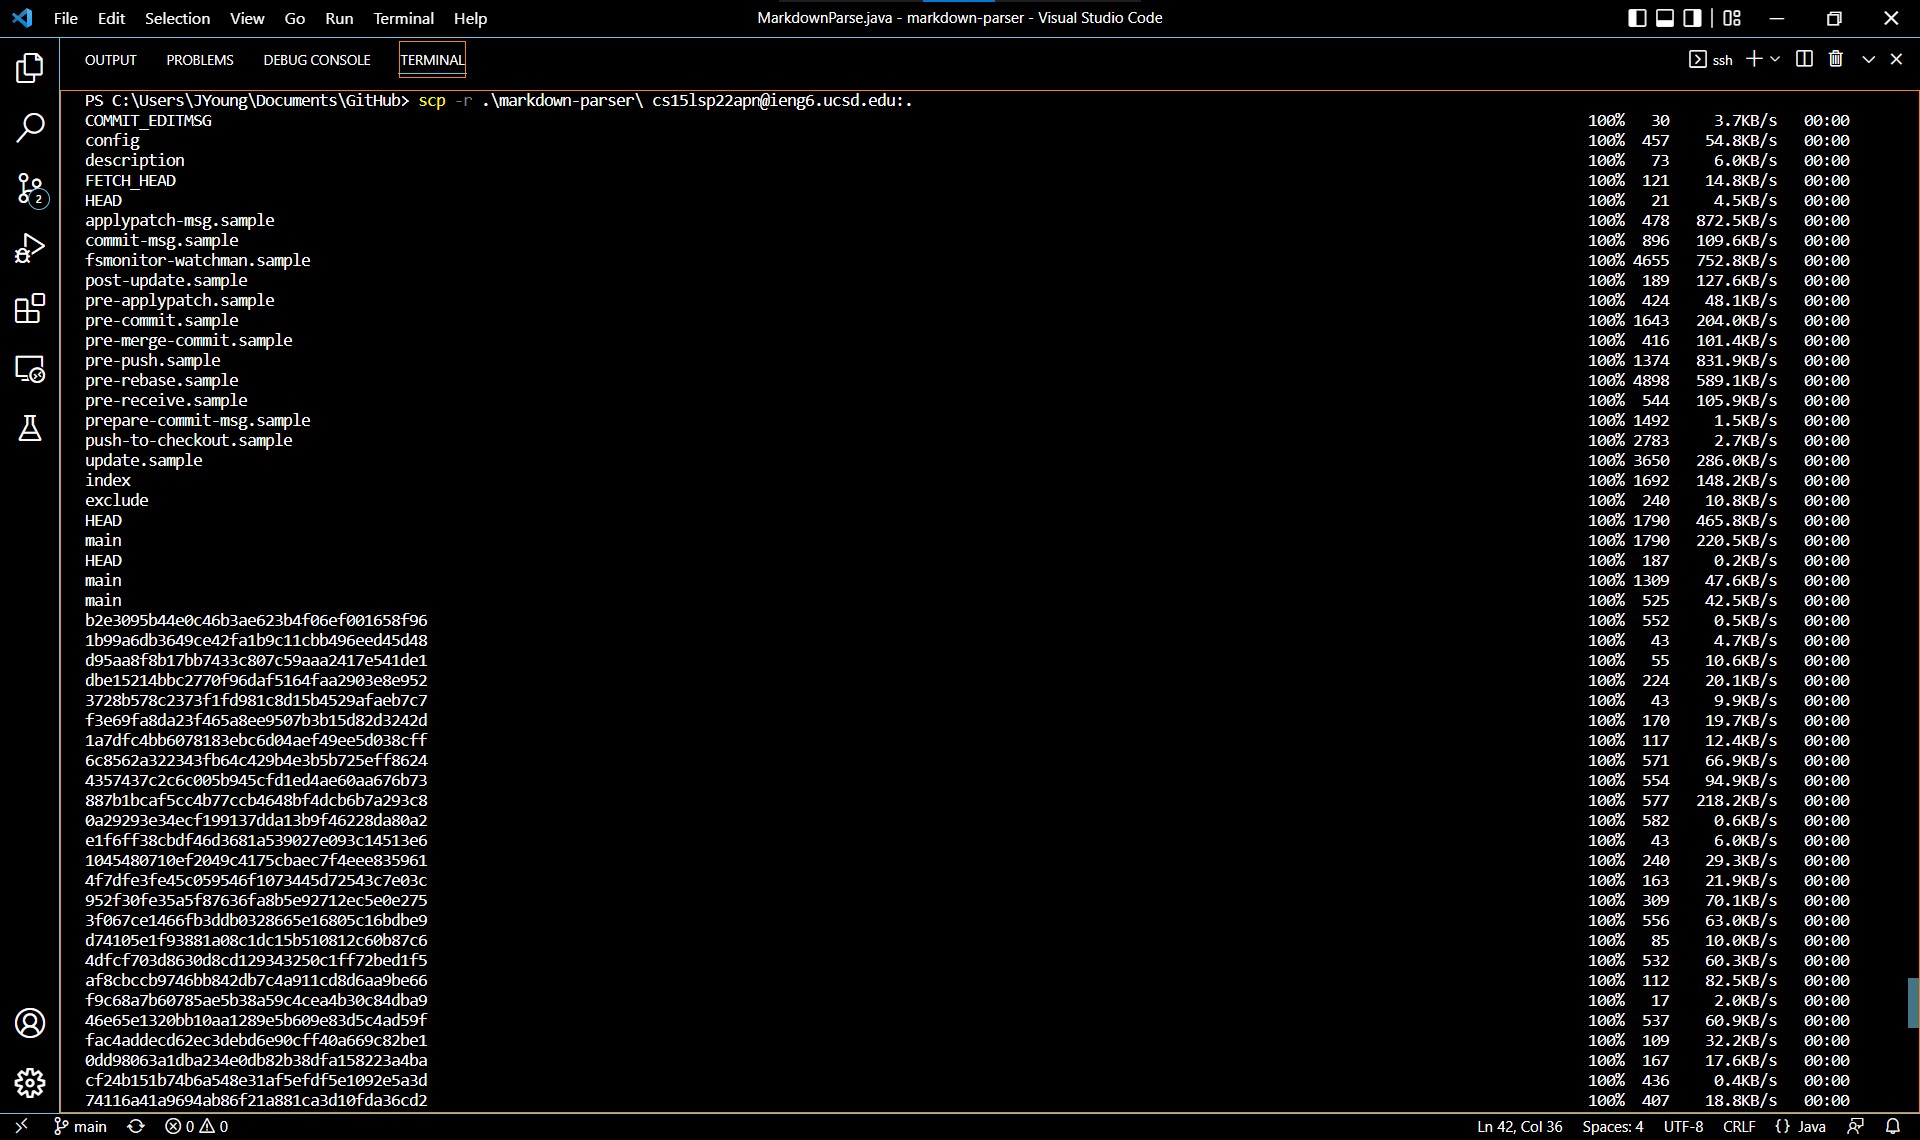 File Edit Selection View Go Run Terminal Help MarkdownParse.java - markdown-parser - Visual Studio Code
OUTPUT PROBLEMS DEBUG CONSOLE TERMINAL ssh
PS C:\Users\JYoung\Documents\GitHub> scp -r .\markdown-parser\ cs15lsp22apn@ieng6.ucsd.edu:.
COMMIT_EDITMSG 100% 30 3.7KB/s 00:00
config 100% 457 54.8KB/s 00:00
description 100% 73 6.0KB/s 00:00
FETCH_HEAD 100% 121 14.8KB/s 00:00
HEAD 100% 21 4.5KB/s 00:00
applypatch-msg.sample 100% 478 872.5KB/s 00:00
commit-msg.sample 100% 896 109.6KB/s 00:00
fsmonitor-watchman.sample 100% 4655 752.8KB/s 00:00
post-update.sample 100% 189 127.6KB/s 00:00
pre-applypatch.sample 100% 424 48.1KB/s 00:00
pre-commit.sample 100% 1643 204.0KB/s 00:00
pre-merge-commit.sample 100% 416 101.4KB/s 00:00
pre-push.sample 100% 1374 831.9KB/s 00:00
pre-rebase.sample 100% 4898 589.1KB/s 00:00
pre-receive.sample 100% 544 105.9KB/s 00:00
prepare-commit-msg.sample 100% 1492 1.5KB/s 00:00
push-to-checkout.sample 100% 2783 2.7KB/s 00:00
update.sample 100% 3650 286.0KB/s 00:00
index 100% 1692 148.2KB/s 00:00
exclude 100% 240 10.8KB/s 00:00
HEAD 100% 1790 465.8KB/s 00:00
main 100% 1790 220.5KB/s 00:00
HEAD 100% 187 0.2KB/s 00:00
main 100% 1309 47.6KB/s 00:00
main 100% 525 42.5KB/s 00:00
b2e3095b44e0c46b3ae623b4f06ef001658f96 100% 552 0.5KB/s 00:00
1b99a6db3649ce42fa1b9c11cbb496eed45d48 100% 43 4.7KB/s 00:00
d95aa8f8b17bb7433c807c59aaa2417e541de1 100% 55 10.6KB/s 00:00
dbe15214bbc2770f96daf5164faa2903e8e952 100% 224 20.1KB/s 00:00
3728b578c2373f1fd981c8d15b4529afaeb7c7 100% 43 9.9KB/s 00:00
f3e69fa8da23f465a8ee9507b3b15d82d3242d 100% 170 19.7KB/s 00:00
1a7dfc4bb6078183ebc6d04aef49ee5d038cff 100% 117 12.4KB/s 00:00
6c8562a322343fb64c429b4e3b5b725eff8624 100% 571 66.9KB/s 00:00
4357437c2c6c005b945cfd1ed4ae60aa676b73 100% 554 94.9KB/s 00:00
887b1bcaf5cc4b77ccb4648bf4dcb6b7a293c8 100% 577 218.2KB/s 00:00
0a29293e34ecf199137dda13b9f46228da80a2 100% 582 0.6KB/s 00:00
e1f6ff38cbdf46d3681a539027e093c14513e6 100% 43 6.0KB/s 00:00
1045480710ef2049c4175cbaec7f4eee835961 100% 240 29.3KB/s 00:00
4f7dfe3fe45c059546f1073445d72543c7e03c 100% 163 21.9KB/s 00:00
952f30fe35a5f87636fa8b5e92712ec5e0e275 100% 309 70.1KB/s 00:00
3f067ce1466fb3ddb0328665e16805c16bdbe9 100% 556 63.0KB/s 00:00
d74105e1f93881a08c1dc15b510812c60b87c6 100% 85 10.0KB/s 00:00
4dfcf703d8630d8cd129343250c1ff72bed1f5 100% 532 60.3KB/s 00:00
af8cbccb9746bb842db7c4a911cd8d6aa9be66 100% 112 82.5KB/s 00:00
f9c68a7b60785ae5b38a59c4cea4b30c84dba9 100% 17 2.0KB/s 00:00
46e65e1320bb10aa1289e5b609e83d5c4ad59f 100% 537 60.9KB/s 00:00
fac4addecd62ec3debd6e90cff40a669c82be1 100% 109 32.2KB/s 00:00
0dd98063a1dba234e0db82b38dfa158223a4ba 100% 167 17.6KB/s 00:00
cf24b151b74b6a548e31af5efdf5e1092e5a3d 100% 436 0.4KB/s 00:00
74116a41a9694ab86f21a881ca3d10fda36cd2 100% 407 18.8KB/s 00:00
2
main 0 0 Ln 42, Col 36 Spaces: 4 UTF-8 CRLF {} Java